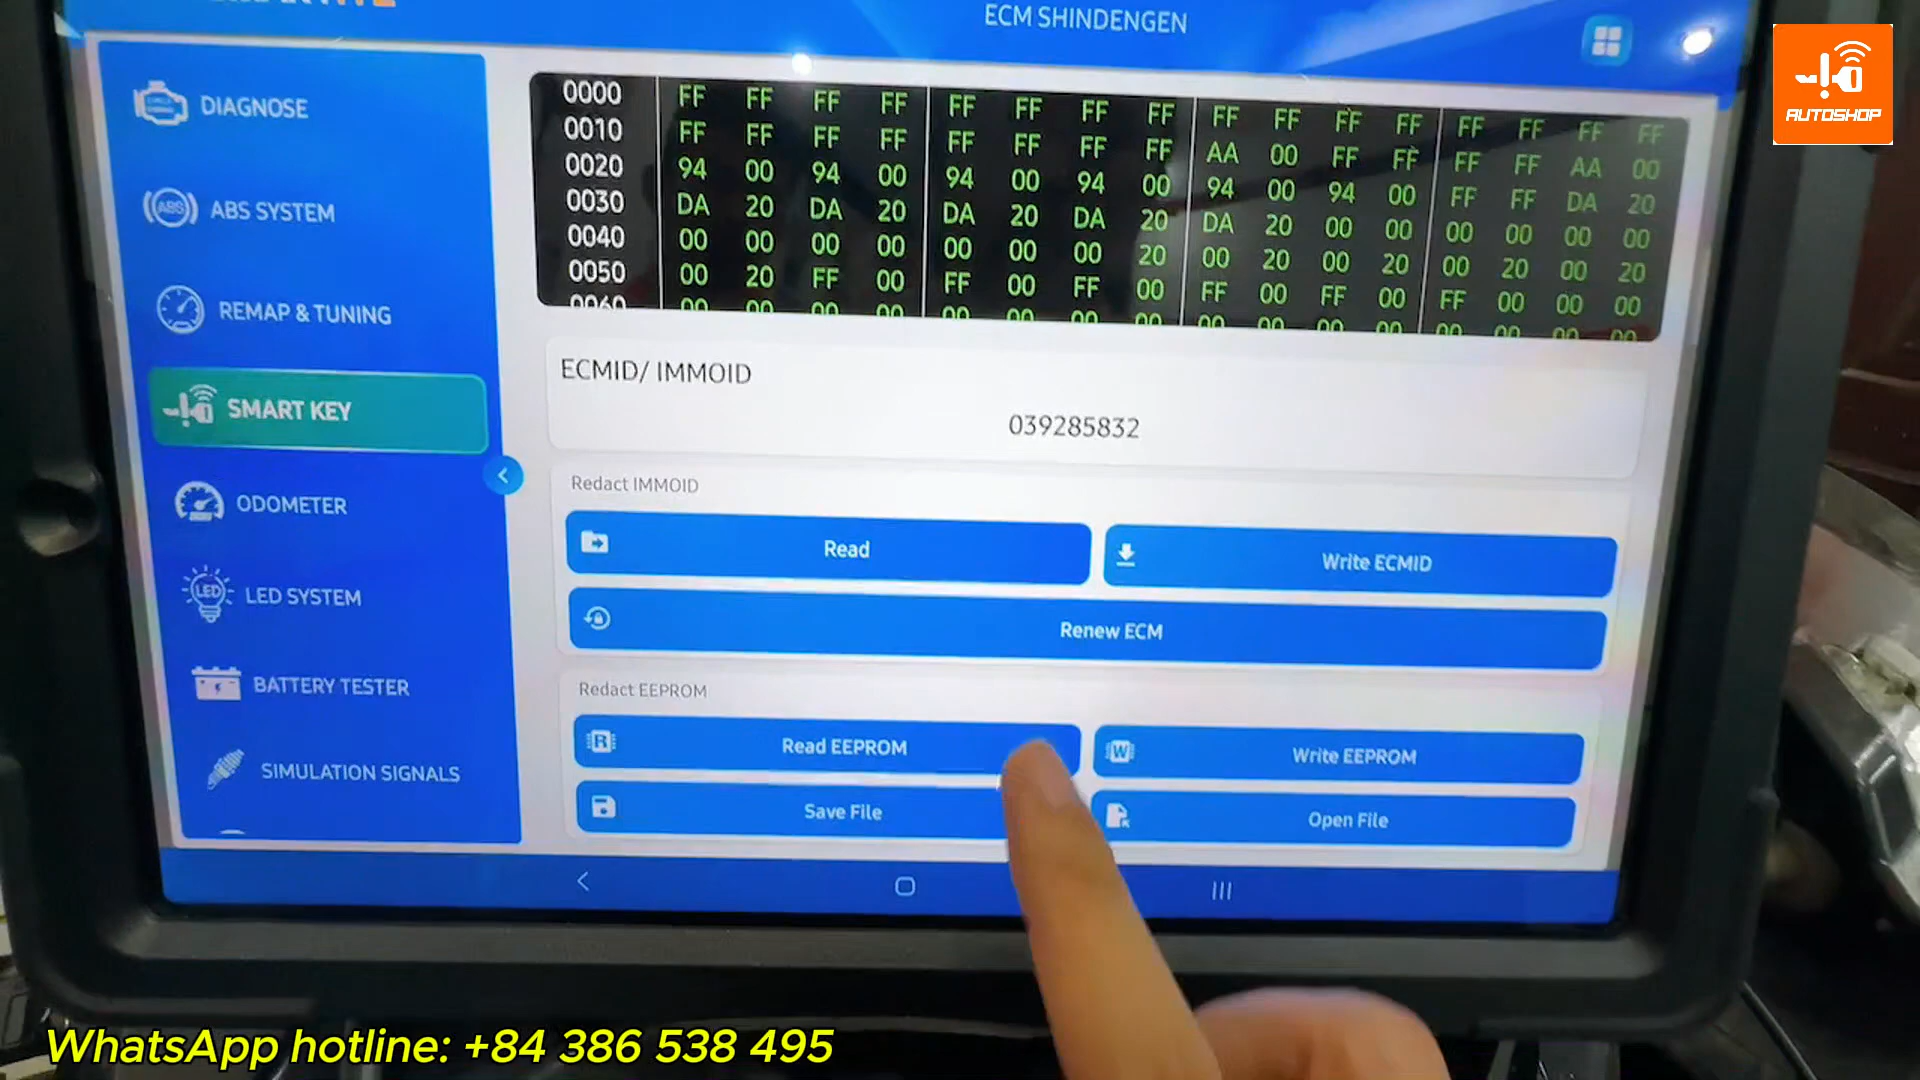 ECM SHINDENGEN
AUTOSHOP
DIAGNOSE
ABS
ABS SYSTEM
REMAP & TUNING
SMART KEY
ODOMETER
LED
LED SYSTEM
BATTERY TESTER
SIMULATION SIGNALS
0000 FF FF FF FF FF FF FF FF FF FF FF FF FF FF FF FF
0010 FF FF FF FF FF FF FF FF AA 00 FF FF FF FF AA 00
0020 94 00 94 00 94 00 94 00 94 00 94 00 FF FF DA 20
0030 DA 20 DA 20 DA 20 DA 20 DA 20 00 00 00 00 00 00
0040 00 00 00 00 00 00 00 20 00 20 00 20 00 20 00 20
0050 00 20 FF 00 FF 00 FF 00 FF 00 FF 00 FF 00 00 00
0060 00 00 00 00 00 00 00 00 00 00 00 00 00 00 00 00
ECMID/ IMMOID
039285832
Redact IMMOID
Read
Write ECMID
Renew ECM
Redact EEPROM
R Read EEPROM
W Write EEPROM
Save File
Open File
WhatsApp hotline: +84 386 538 495